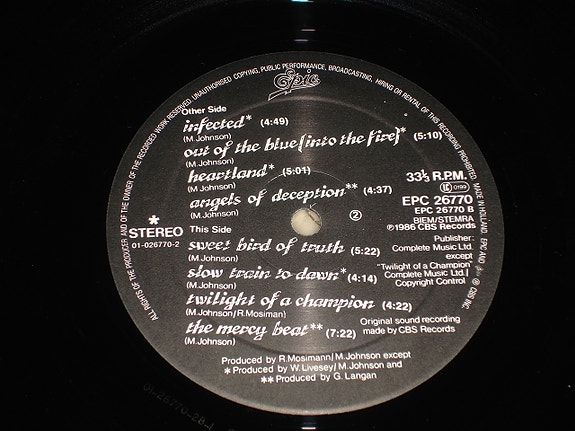 ALL RIGHTS OF THE PRODUCER AND OF THE OWNER OF THE RECORDED WORK RESERVED. UNAUTHORISED COPYING, PUBLIC PERFORMANCE, BROADCASTING, HIRING OR RENTAL OF THIS RECORDING PROHIBITED. MADE IN HOLLAND. EPIC AND ARE ® CBS INC.
Epic
Other Side
infected* (4:49)
(M.Johnson)
out of the blue[into the fire]* (5:10)
(M.Johnson)
heartland* (5:01)
(M.Johnson)
angels of deception** (4:37)
(M.Johnson)
33⅓ R.P.M.
LC 0199
EPC 26770
EPC 26770 B
BIEM/STEMRA
℗1986 CBS Records
*
STEREO
01-026770-2
②
This Side
sweet bird of truth (5:22)
(M.Johnson)
slow train to dawn* (4:14)
(M.Johnson)
twilight of a champion (4:22)
(M.Johnson/R.Mosiman)
the mercy beat** (7:22)
(M.Johnson)
Publisher:
Complete Music Ltd.
except
"Twilight of a Champion"
Complete Music Ltd./
Copyright Control
Original sound recording
made by CBS Records
Produced by R.Mosimann/M.Johnson except
* Produced by W.Livesey/M.Johnson and
** Produced by G.Langan